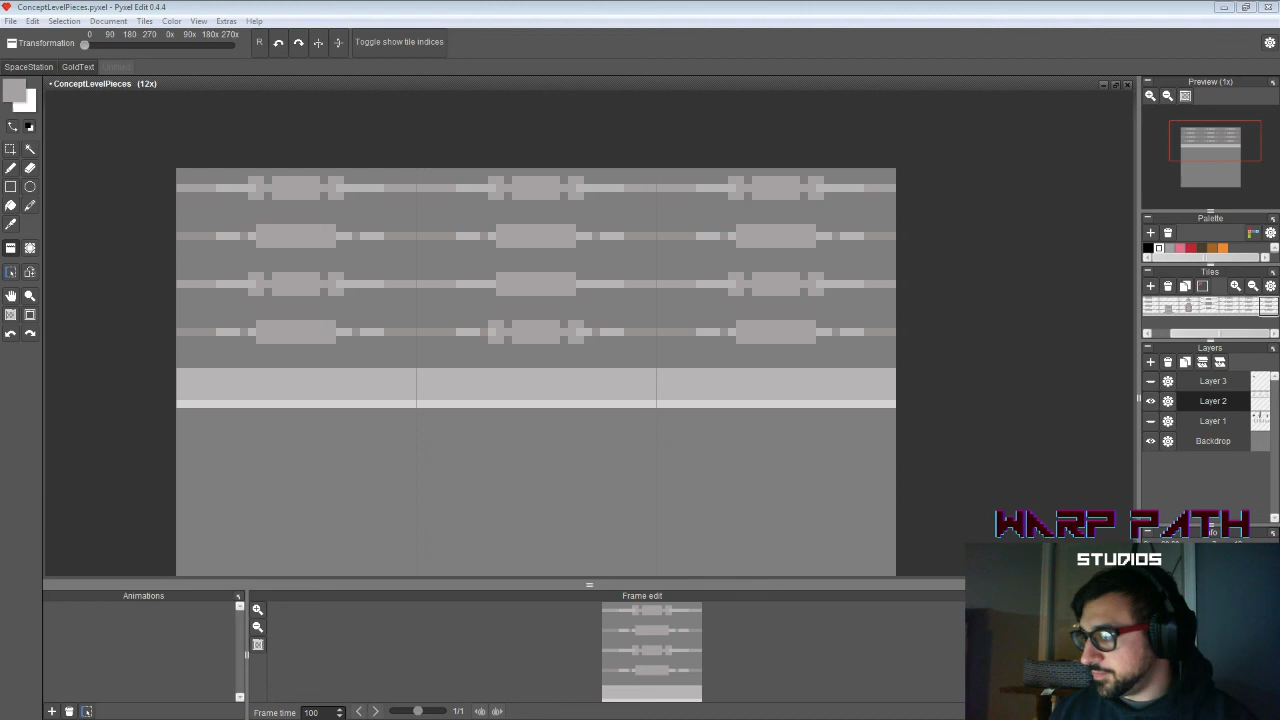 ConceptLevelPieces.pyxel - Pyxel Edit 0.4.4
File Edit Selection Document Tiles Color View Extras Help
Transformation
0 90 180 270 0x 90x 180x 270x
R
Toggle show tile indices
SpaceStation GoldText Untitled
• ConceptLevelPieces (12x)
Preview (1x)
Palette
Tiles
Layers
Layer 3
Layer 2
Layer 1
Backdrop
WARP PATH
STUDIOS
Animations
Frame edit
Frame time 100
1/1